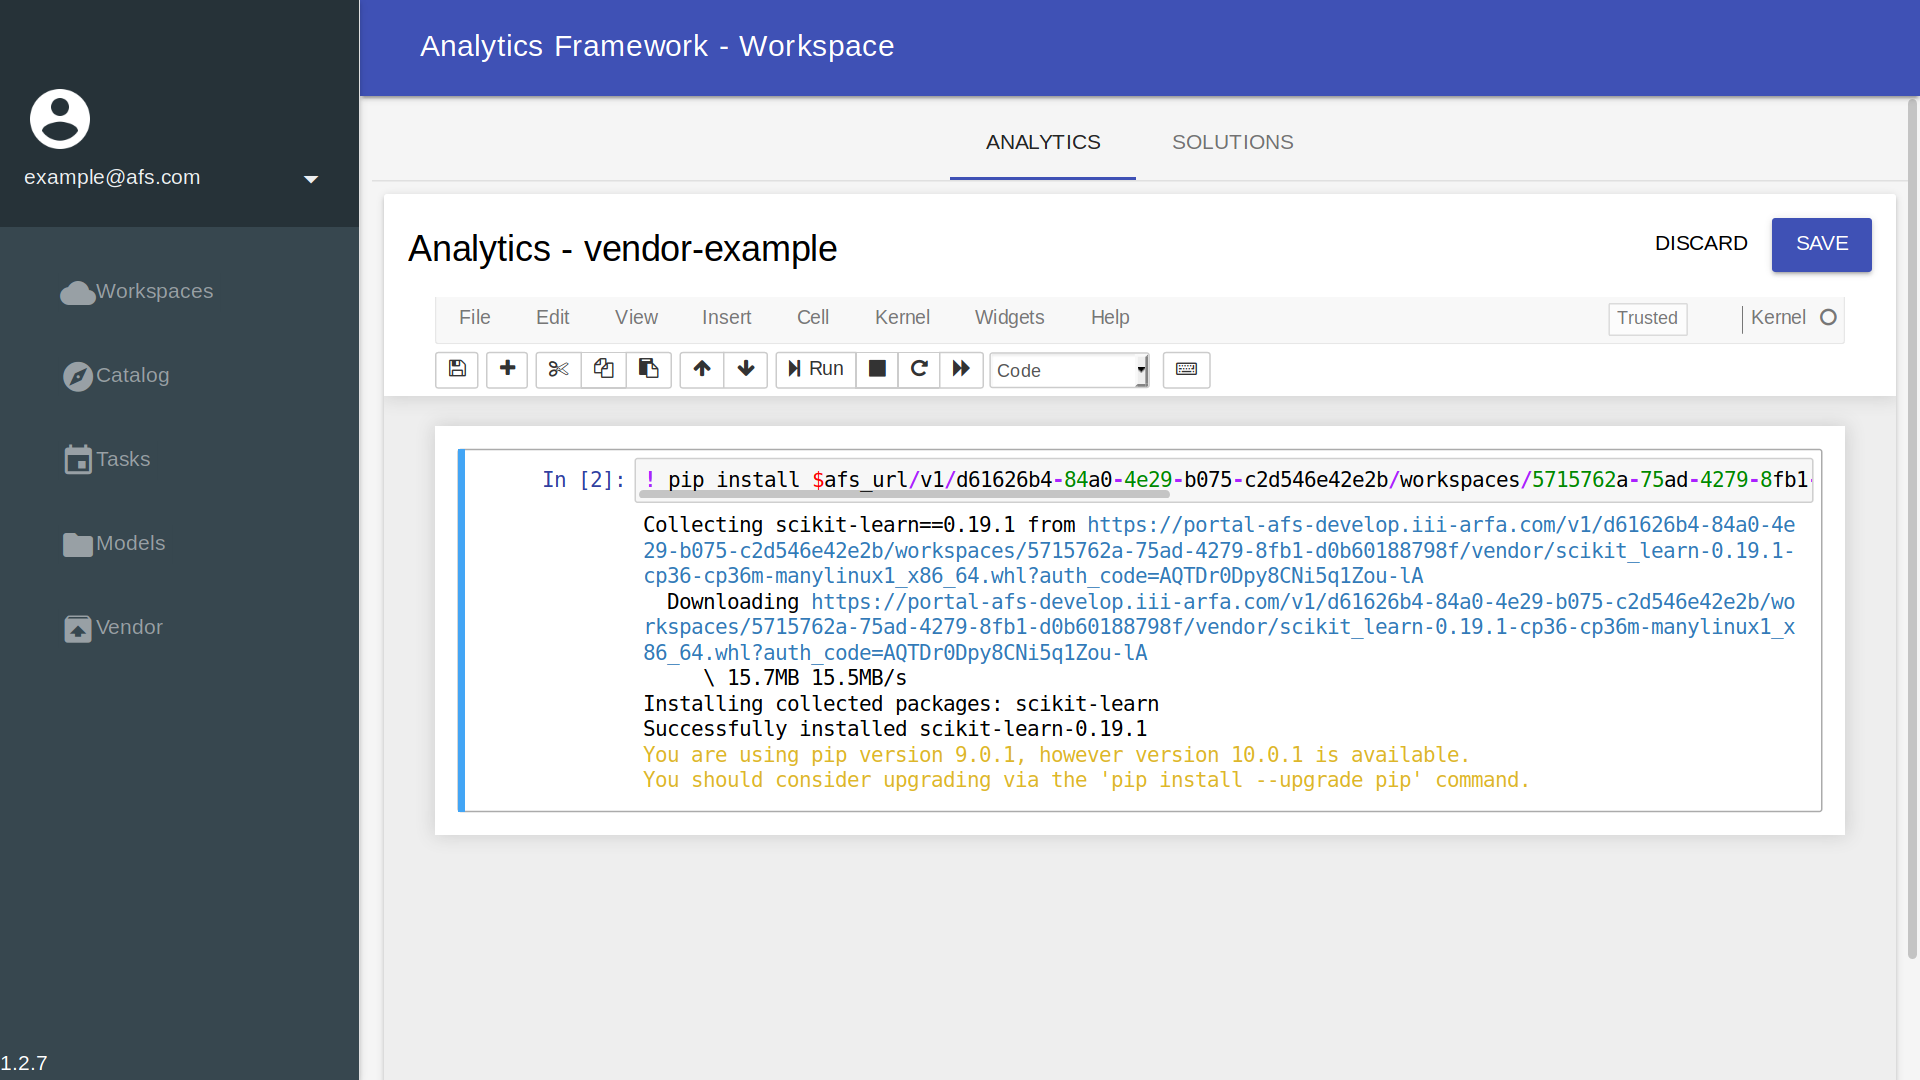 Analytics Framework - Workspace
example@afs.com
Workspaces
Catalog
Tasks
Models
Vendor
1.2.7
ANALYTICS SOLUTIONS
Analytics - vendor-example
DISCARD SAVE
File Edit View Insert Cell Kernel Widgets Help Trusted Kernel
Run Code
In [2]: ! pip install $afs_url/v1/d61626b4-84a0-4e29-b075-c2d546e42e2b/workspaces/5715762a-75ad-4279-8fb1-
Collecting scikit-learn==0.19.1 from https://portal-afs-develop.iii-arfa.com/v1/d61626b4-84a0-4e
29-b075-c2d546e42e2b/workspaces/5715762a-75ad-4279-8fb1-d0b60188798f/vendor/scikit_learn-0.19.1-
cp36-cp36m-manylinux1_x86_64.whl?auth_code=AQTDr0Dpy8CNi5q1Zou-lA
Downloading https://portal-afs-develop.iii-arfa.com/v1/d61626b4-84a0-4e29-b075-c2d546e42e2b/wo
rkspaces/5715762a-75ad-4279-8fb1-d0b60188798f/vendor/scikit_learn-0.19.1-cp36-cp36m-manylinux1_x
86_64.whl?auth_code=AQTDr0Dpy8CNi5q1Zou-lA
\ 15.7MB 15.5MB/s
Installing collected packages: scikit-learn
Successfully installed scikit-learn-0.19.1
You are using pip version 9.0.1, however version 10.0.1 is available.
You should consider upgrading via the 'pip install --upgrade pip' command.